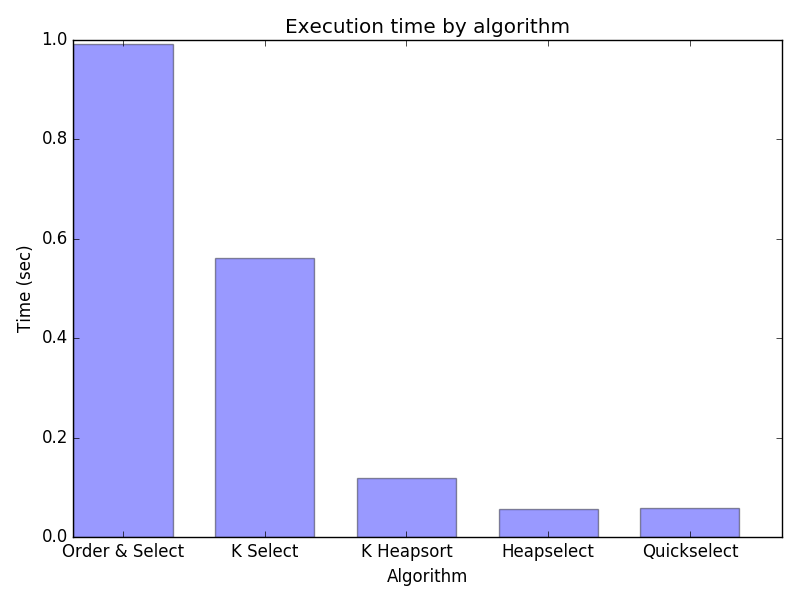 Execution time by algorithm
1.0
0.8
0.6
0.4
0.2
0.0
Time (sec)
Order & Select K Select K Heapsort Heapselect Quickselect
Algorithm